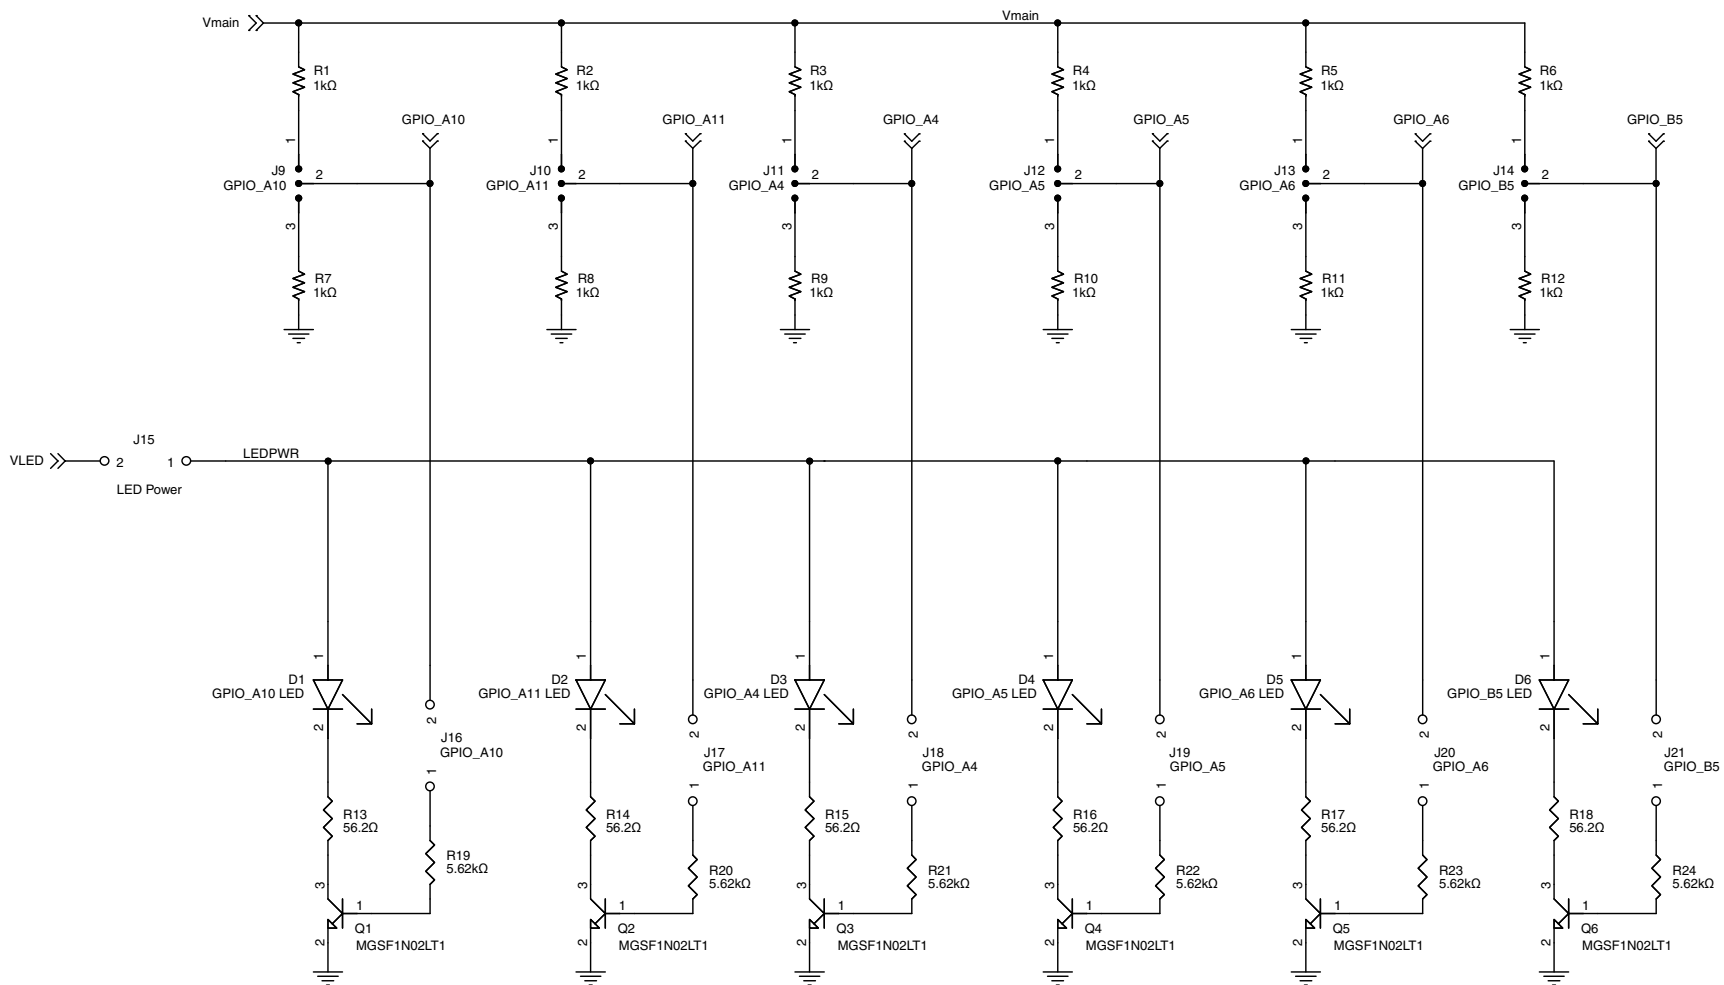 Vmain
Vmain
R1
1kΩ
R2
1kΩ
R3
1kΩ
R4
1kΩ
R5
1kΩ
R6
1kΩ
GPIO_A10
GPIO_A11
GPIO_A4
GPIO_A5
GPIO_A6
GPIO_B5
1
1
1
1
1
1
J9
GPIO_A10
2
J10
GPIO_A11
2
J11
GPIO_A4
2
J12
GPIO_A5
2
J13
GPIO_A6
2
J14
GPIO_B5
2
3
3
3
3
3
3
R7
1kΩ
R8
1kΩ
R9
1kΩ
R10
1kΩ
R11
1kΩ
R12
1kΩ
J15
VLED
2
1
LEDPWR
LED Power
1
1
1
1
1
1
D1
GPIO_A10 LED
D2
GPIO_A11 LED
D3
GPIO_A4 LED
D4
GPIO_A5 LED
D5
GPIO_A6 LED
D6
GPIO_B5 LED
2
2
2
2
2
2
2
J16
GPIO_A10
1
2
J17
GPIO_A11
1
2
J18
GPIO_A4
1
2
J19
GPIO_A5
1
2
J20
GPIO_A6
1
2
J21
GPIO_B5
1
R13
56.2Ω
R14
56.2Ω
R15
56.2Ω
R16
56.2Ω
R17
56.2Ω
R18
56.2Ω
R19
5.62kΩ
R20
5.62kΩ
R21
5.62kΩ
R22
5.62kΩ
R23
5.62kΩ
R24
5.62kΩ
3
1
2
Q1
MGSF1N02LT1
3
1
2
Q2
MGSF1N02LT1
3
1
2
Q3
MGSF1N02LT1
3
1
2
Q4
MGSF1N02LT1
3
1
2
Q5
MGSF1N02LT1
3
1
2
Q6
MGSF1N02LT1